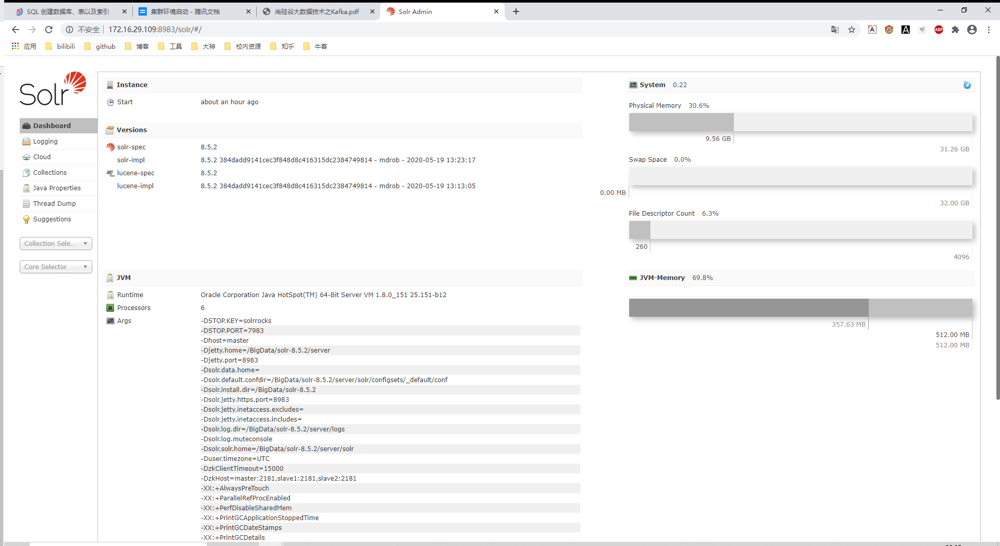 SQL 创建数据库、表以及索引
集群环境启动 - 腾讯文档
尚硅谷大数据技术之Kafka.pdf
Solr Admin
不安全
172.16.29.109:8983/solr/#/
ABP
应用
bilibili
github
博客
工具
大神
校内资源
知乎
牛客
Solr
Dashboard
Logging
Cloud
Collections
Java Properties
Thread Dump
Suggestions
Collection Sele...
Core Selector
Instance
Start about an hour ago
Versions
solr-spec 8.5.2
solr-impl 8.5.2 384dadd9141cec3f848d8c416315dc2384749814 - mdrob - 2020-05-19 13:23:17
lucene-spec 8.5.2
lucene-impl 8.5.2 384dadd9141cec3f848d8c416315dc2384749814 - mdrob - 2020-05-19 13:13:05
JVM
Runtime Oracle Corporation Java HotSpot(TM) 64-Bit Server VM 1.8.0_151 25.151-b12
Processors 6
Args
-DSTOP.KEY=solrrocks
-DSTOP.PORT=7983
-Dhost=master
-Djetty.home=/BigData/solr-8.5.2/server
-Djetty.port=8983
-Dsolr.data.home=
-Dsolr.default.confdir=/BigData/solr-8.5.2/server/solr/configsets/_default/conf
-Dsolr.install.dir=/BigData/solr-8.5.2
-Dsolr.jetty.https.port=8983
-Dsolr.jetty.inetaccess.excludes=
-Dsolr.jetty.inetaccess.includes=
-Dsolr.log.dir=/BigData/solr-8.5.2/server/logs
-Dsolr.log.muteconsole
-Dsolr.solr.home=/BigData/solr-8.5.2/server/solr
-Duser.timezone=UTC
-DzkClientTimeout=15000
-DzkHost=master:2181,slave1:2181,slave2:2181
-XX:+AlwaysPreTouch
-XX:+ParallelRefProcEnabled
-XX:+PerfDisableSharedMem
-XX:+PrintGCApplicationStoppedTime
-XX:+PrintGCDateStamps
-XX:+PrintGCDetails
System 0.22
Physical Memory 30.6%
9.56 GB
31.26 GB
Swap Space 0.0%
0.00 MB
32.00 GB
File Descriptor Count 6.3%
260
4096
JVM-Memory 69.8%
357.63 MB
512.00 MB
512.00 MB